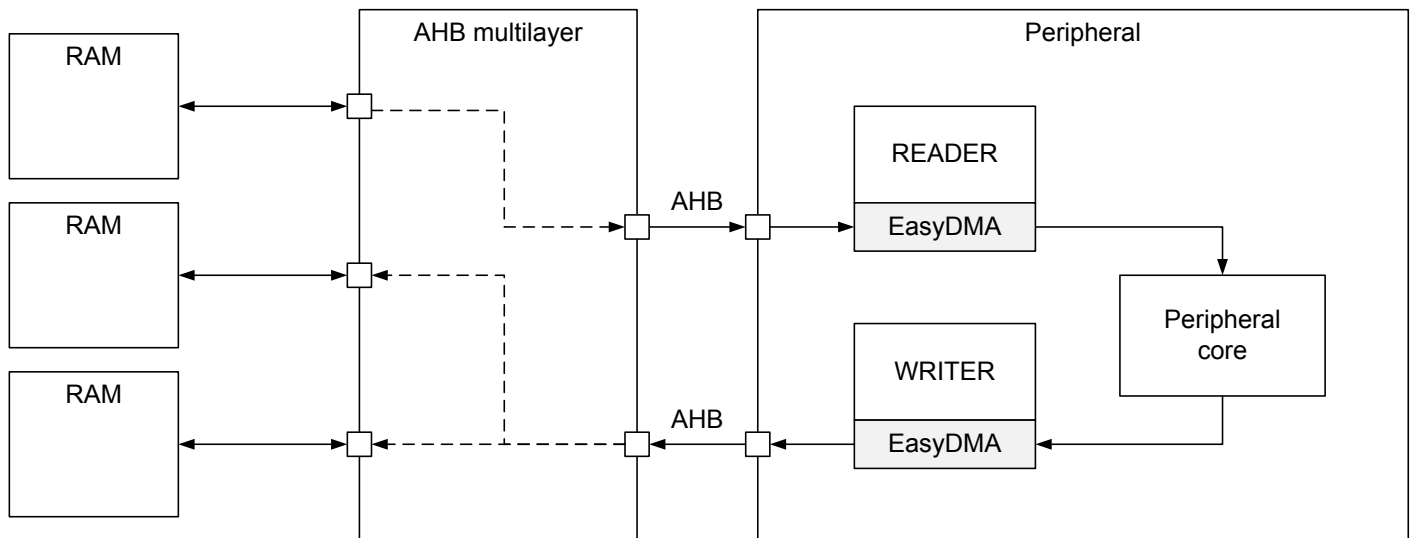 AHB multilayer
Peripheral
RAM
READER
AHB
EasyDMA
RAM
Peripheral
core
WRITER
RAM
AHB
EasyDMA